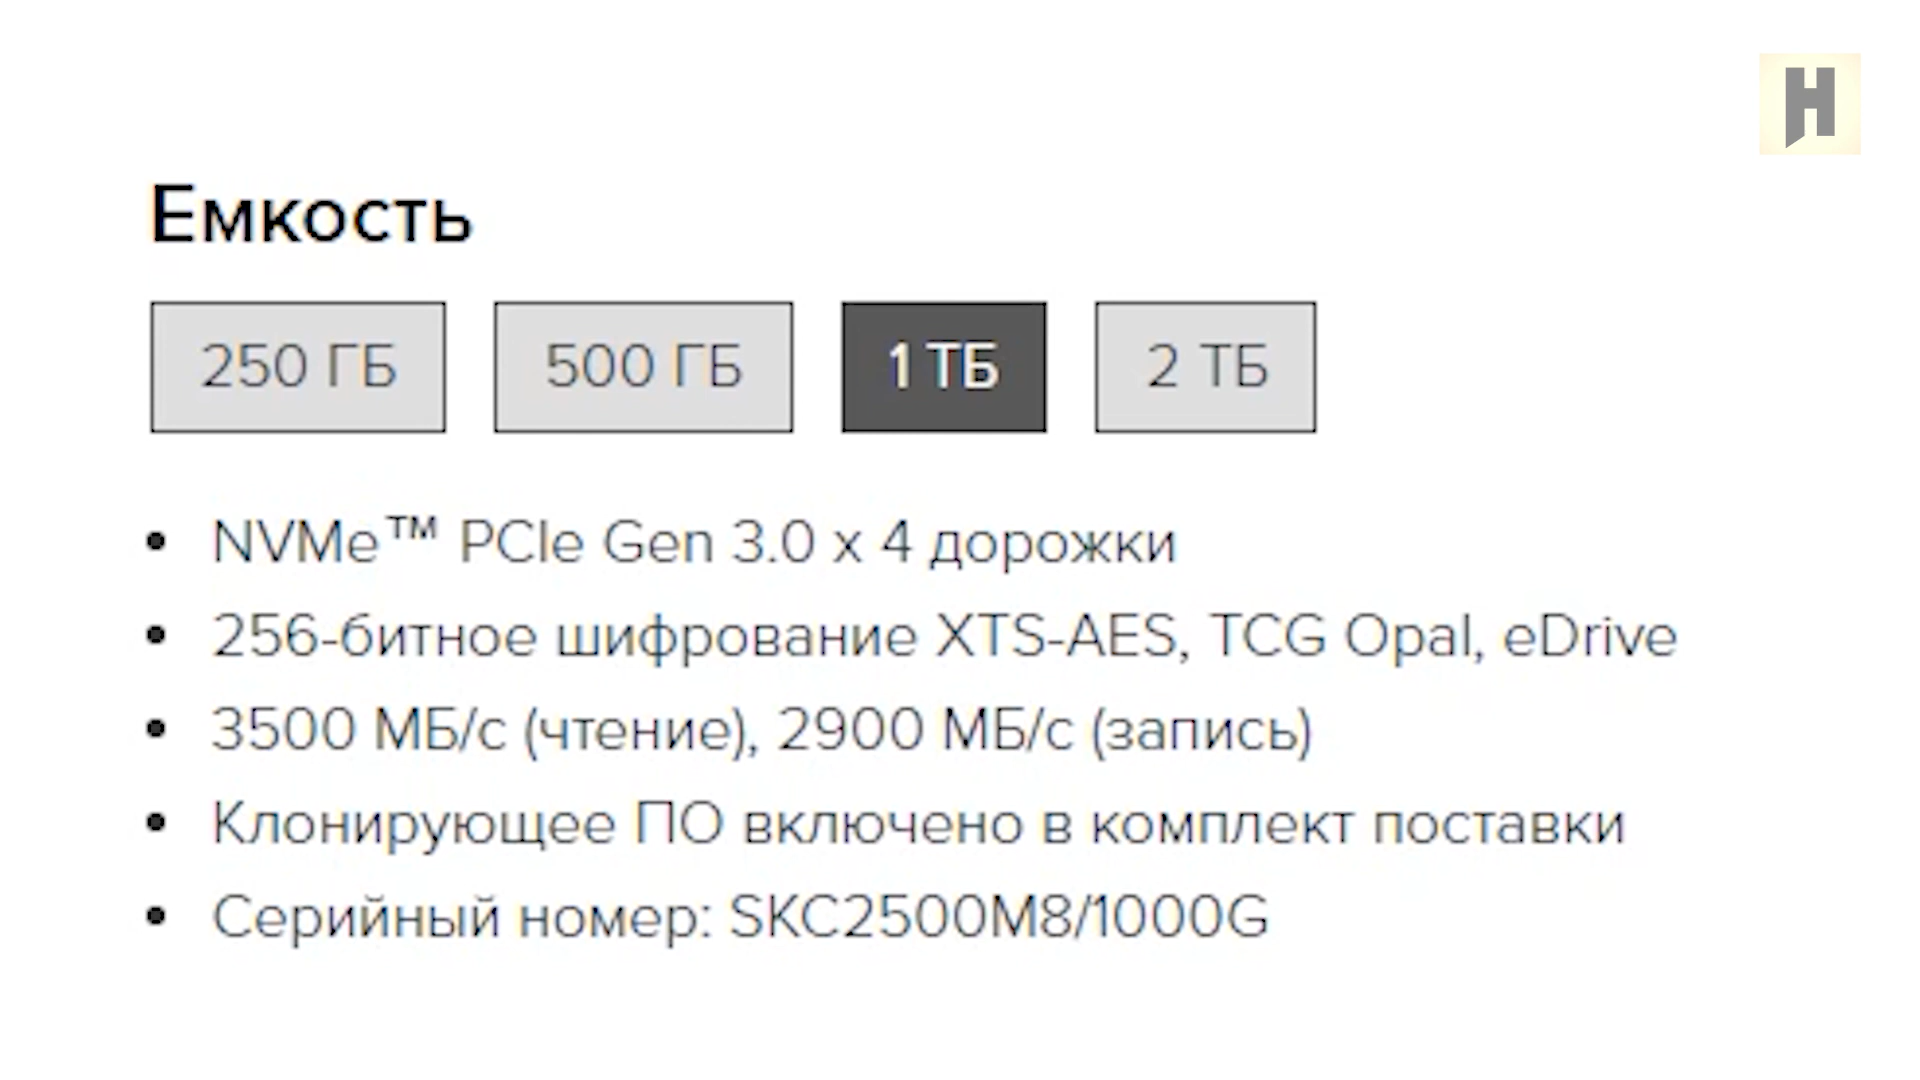 H
Емкость
250 ГБ 500 ГБ 1 ТБ 2 ТБ
NVMe™ PCIe Gen 3.0 x 4 дорожки
256-битное шифрование XTS-AES, TCG Opal, eDrive
3500 МБ/с (чтение), 2900 МБ/с (запись)
Клонирующее ПО включено в комплект поставки
Серийный номер: SKC2500M8/1000G